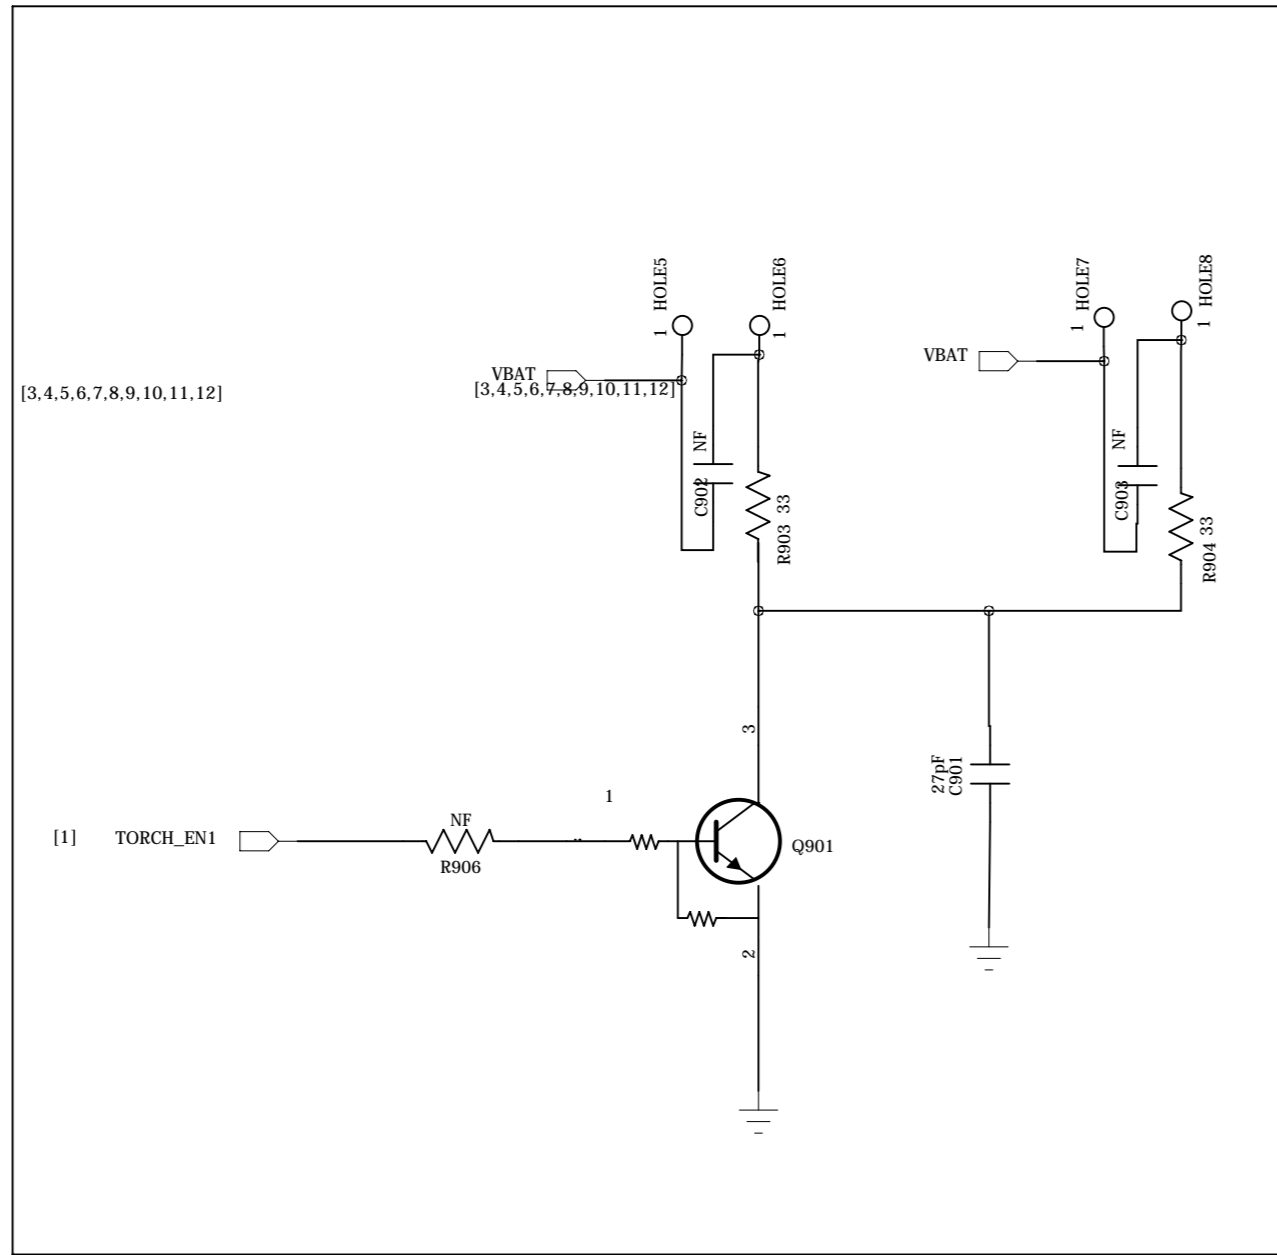 1 HOLE5
1 HOLE6
1 HOLE7
1 HOLE8
VBAT
VBAT
[3,4,5,6,7,8,9,10,11,12]
[3,4,5,6,7,8,9,10,11,12]
NF
C902
R903 33
NF
C903
R904 33
3
27pF
C901
1
[1] TORCH_EN1
NF
R906
Q901
2